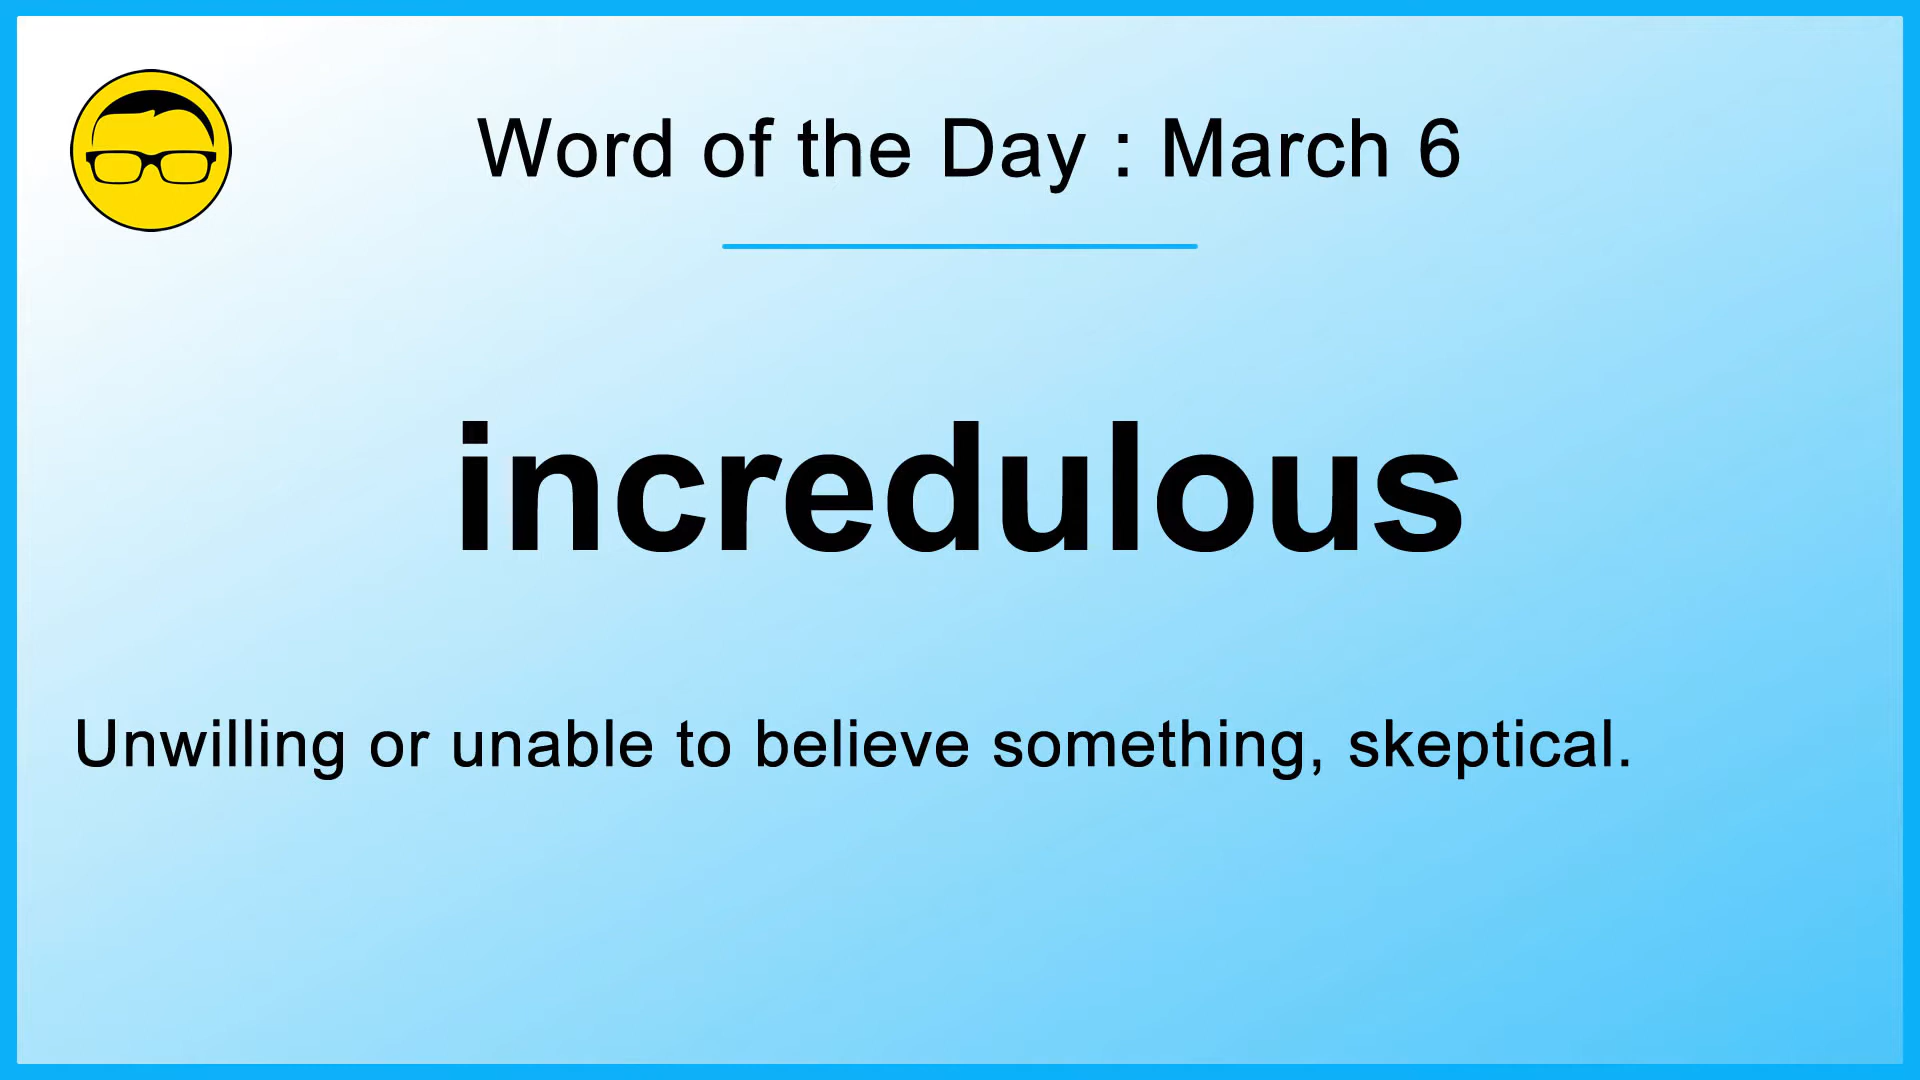 Word of the Day : March 6
incredulous
Unwilling or unable to believe something, skeptical.